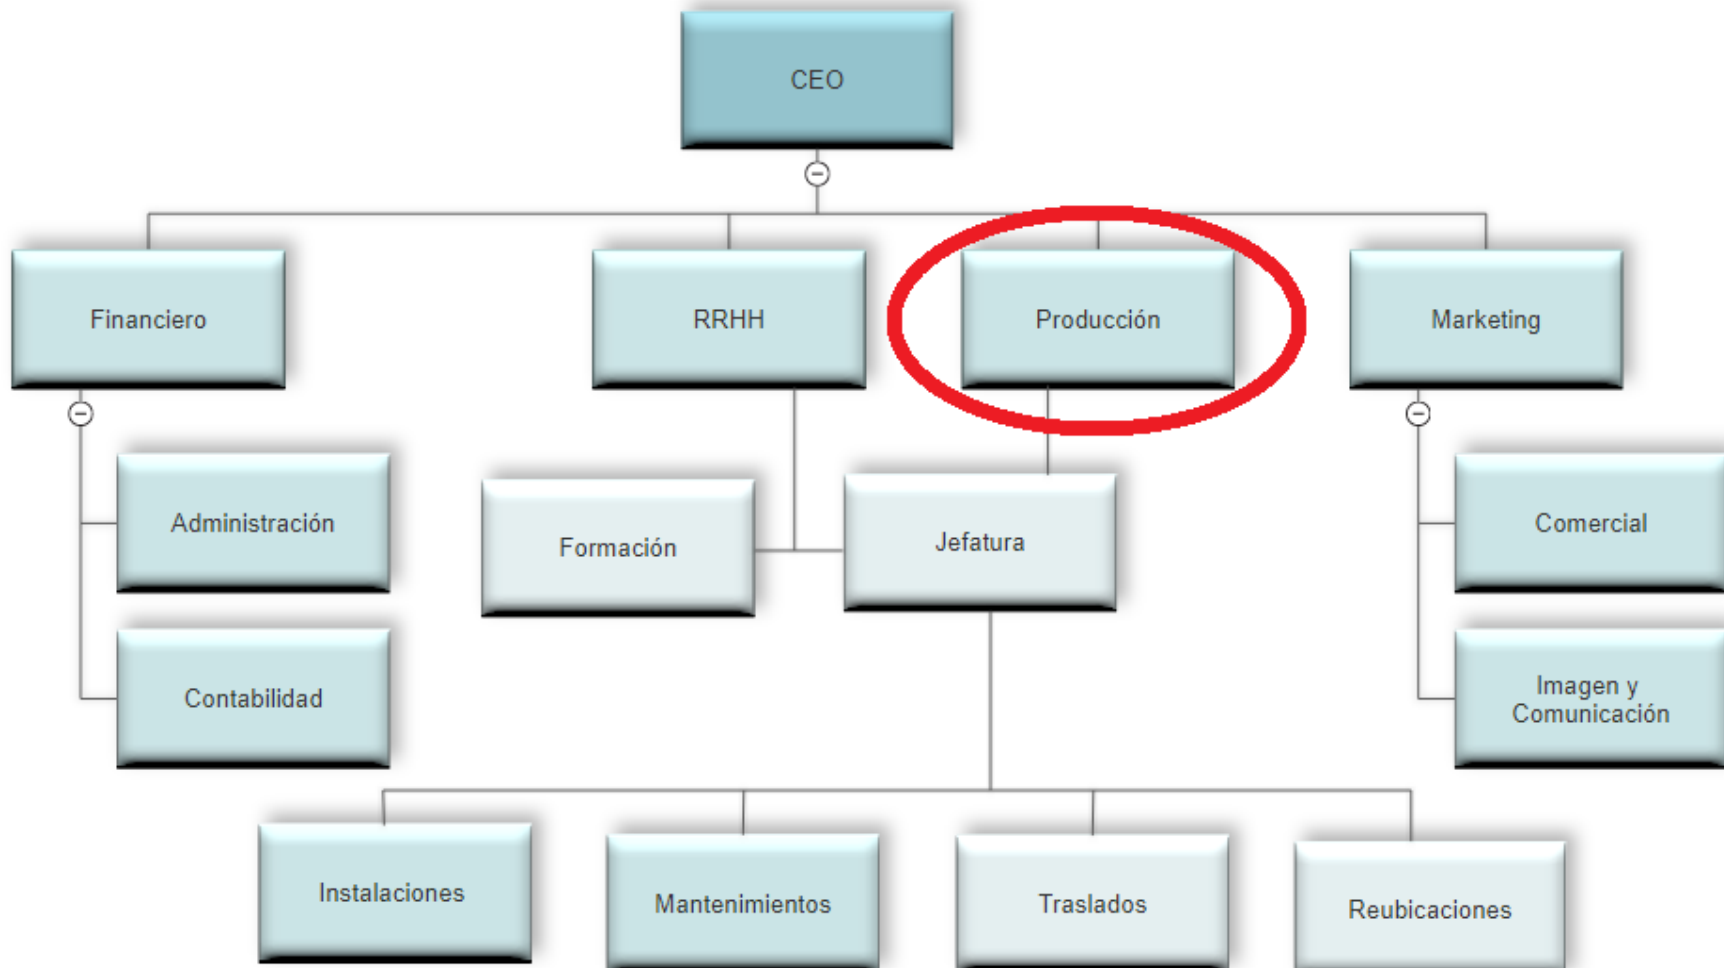 CEO
Financiero
RRHH
Producción
Marketing
Administración
Formación
Jefatura
Comercial
Contabilidad
Imagen y
Comunicación
Instalaciones
Mantenimientos
Traslados
Reubicaciones